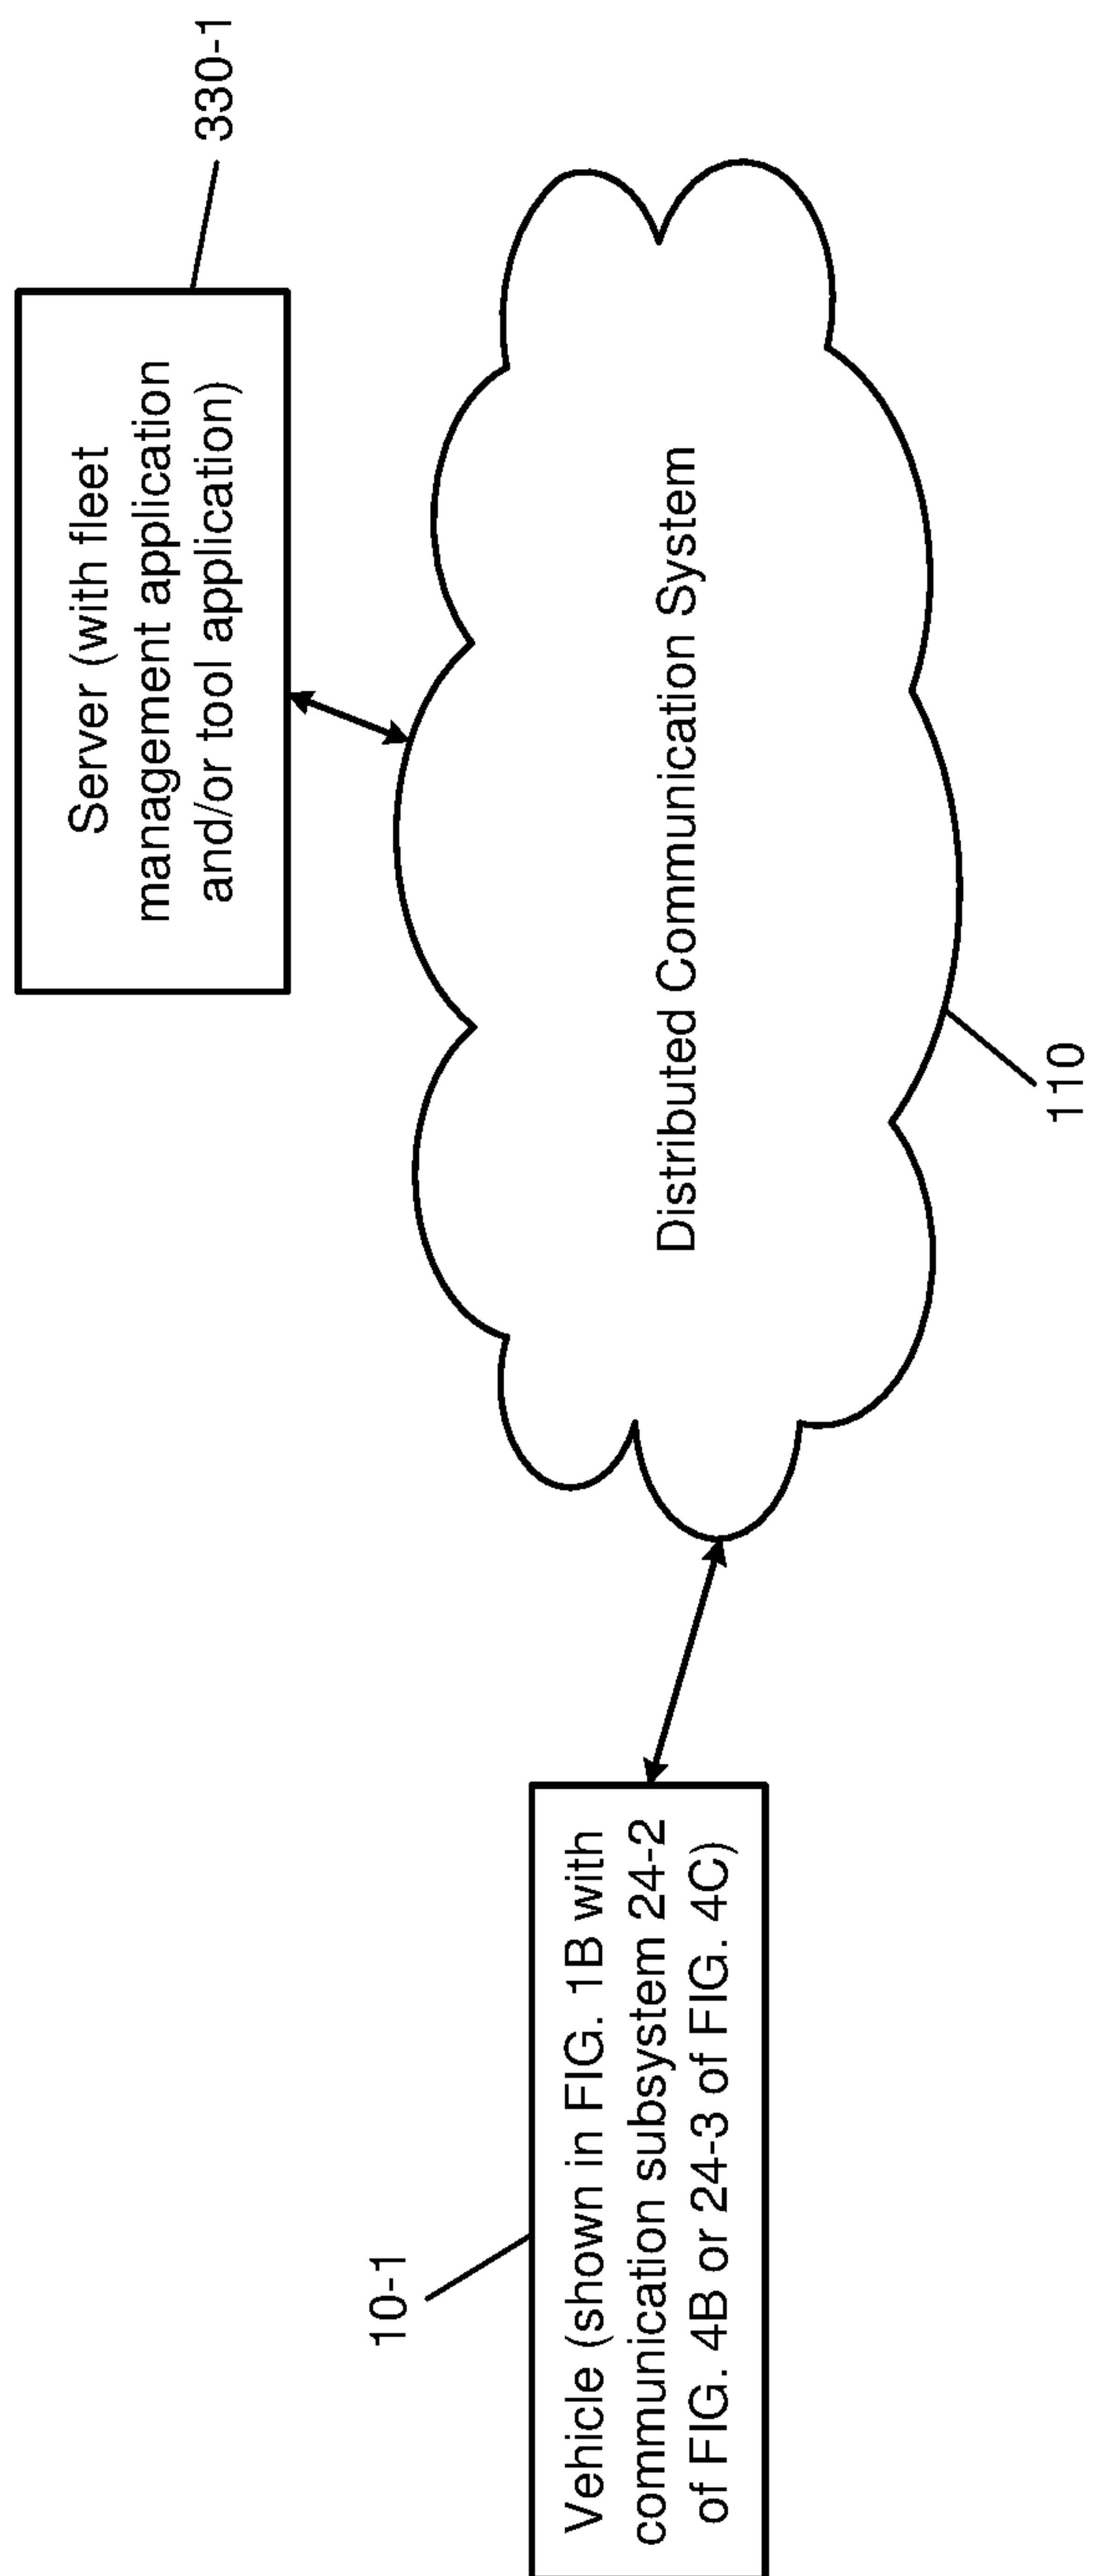 330-1
Server (with fleet
management application
and/or tool application)
Distributed Communication System
110
10-1
Vehicle (shown in FIG. 1B with
communication subsystem 24-2
of FIG. 4B or 24-3 of FIG. 4C)